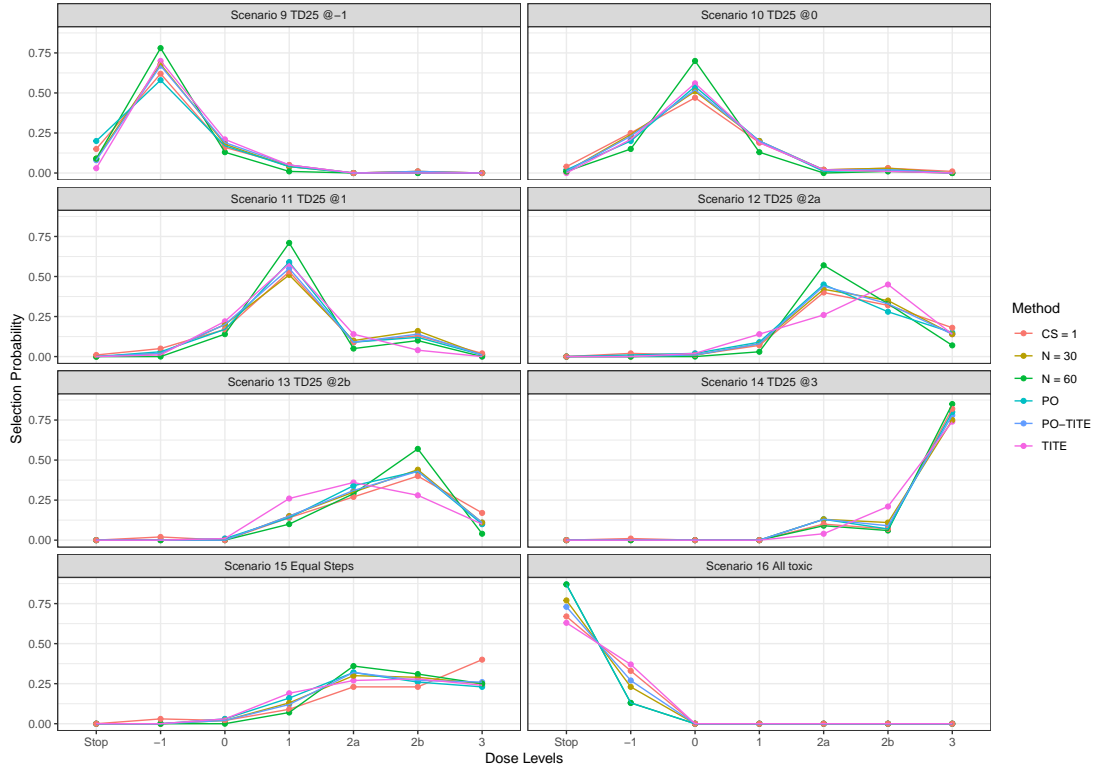 Scenario 9 TD25 @−1
Scenario 10 TD25 @0
0.75
0.50
0.25
0.00
Scenario 11 TD25 @1
Scenario 12 TD25 @2a
0.75
0.50
0.25
0.00
Scenario 13 TD25 @2b
Scenario 14 TD25 @3
0.75
0.50
0.25
0.00
Scenario 15 Equal Steps
Scenario 16 All toxic
0.75
0.50
0.25
0.00
Stop −1 0 1 2a 2b 3
Stop −1 0 1 2a 2b 3
Dose Levels
Selection Probability
Method
CS = 1
N = 30
N = 60
PO
PO−TITE
TITE